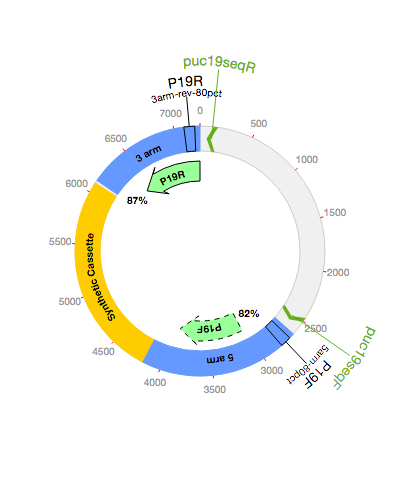 puc19seqR
P19R
3arm-rev-80pct
0
500
1000
1500
2000
2500
3000
3500
4000
4500
5000
5500
6000
6500
7000
3 arm
P19R
87%
Synthetic Cassette
82%
P19F
5 arm
5arm-80pct
P19F
puc19seqF